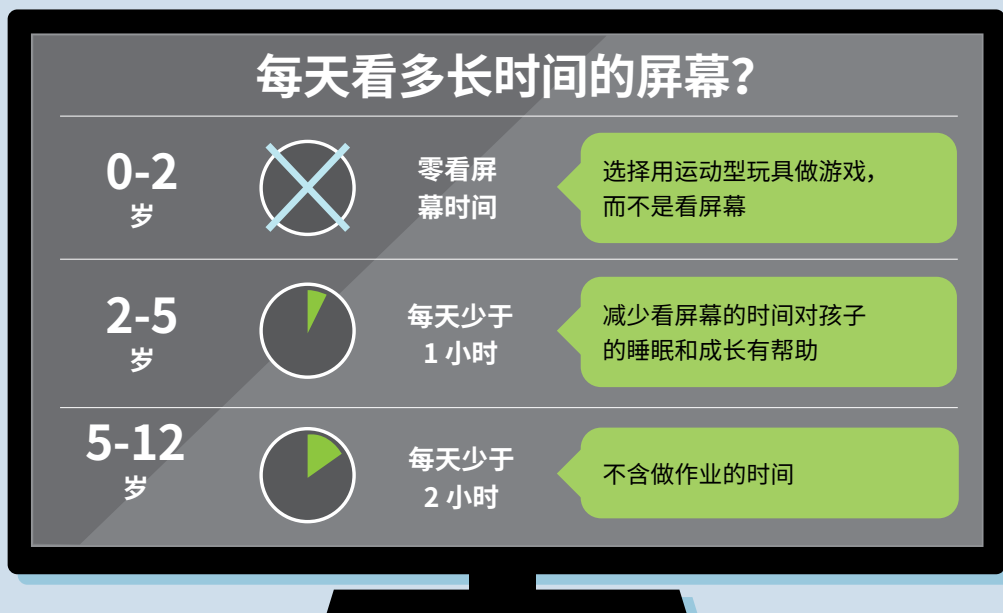 每天看多长时间的屏幕？
0-2
岁
零看屏
幕时间
选择用运动型玩具做游戏，
而不是看屏幕
2-5
岁
每天少于
1 小时
减少看屏幕的时间对孩子
的睡眠和成长有帮助
5-12
岁
每天少于
2 小时
不含做作业的时间